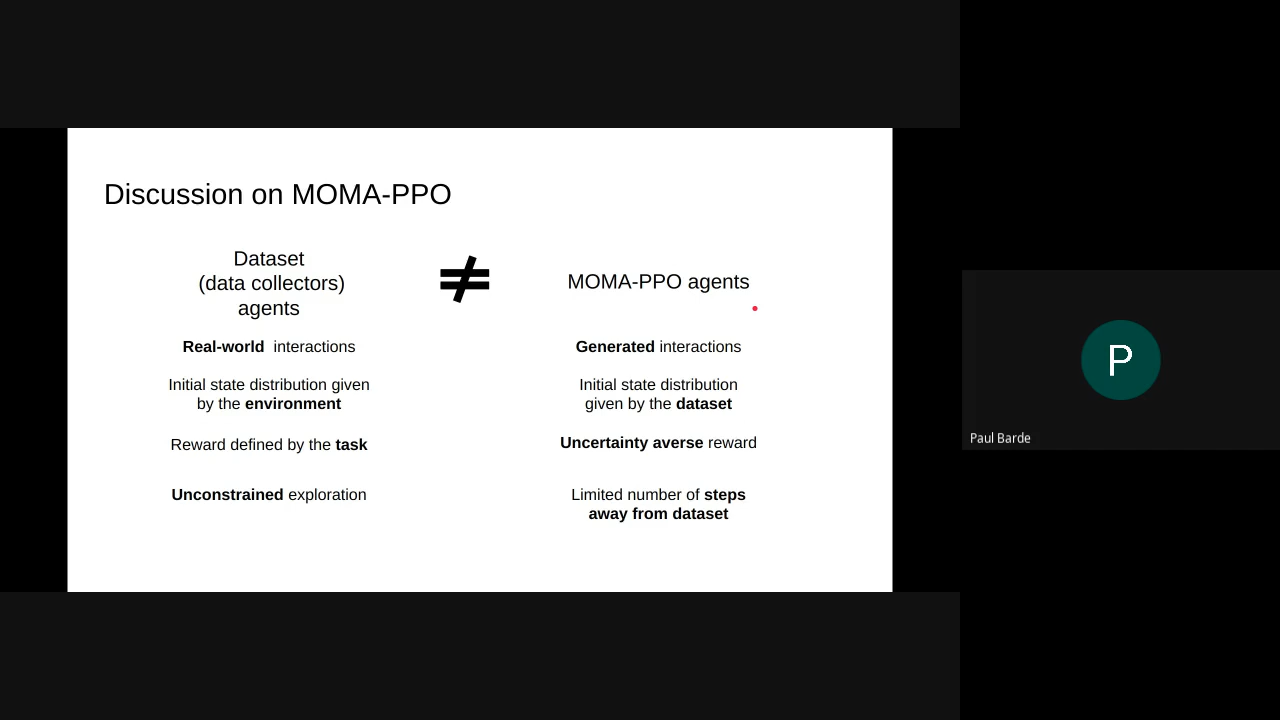 Discussion on MOMA-PPO
Dataset
(data collectors)
agents
≠
MOMA-PPO agents
Real-world interactions
Generated interactions
Initial state distribution given
by the environment
Initial state distribution
given by the dataset
Reward defined by the task
Uncertainty averse reward
Unconstrained exploration
Limited number of steps
away from dataset
P
Paul Barde